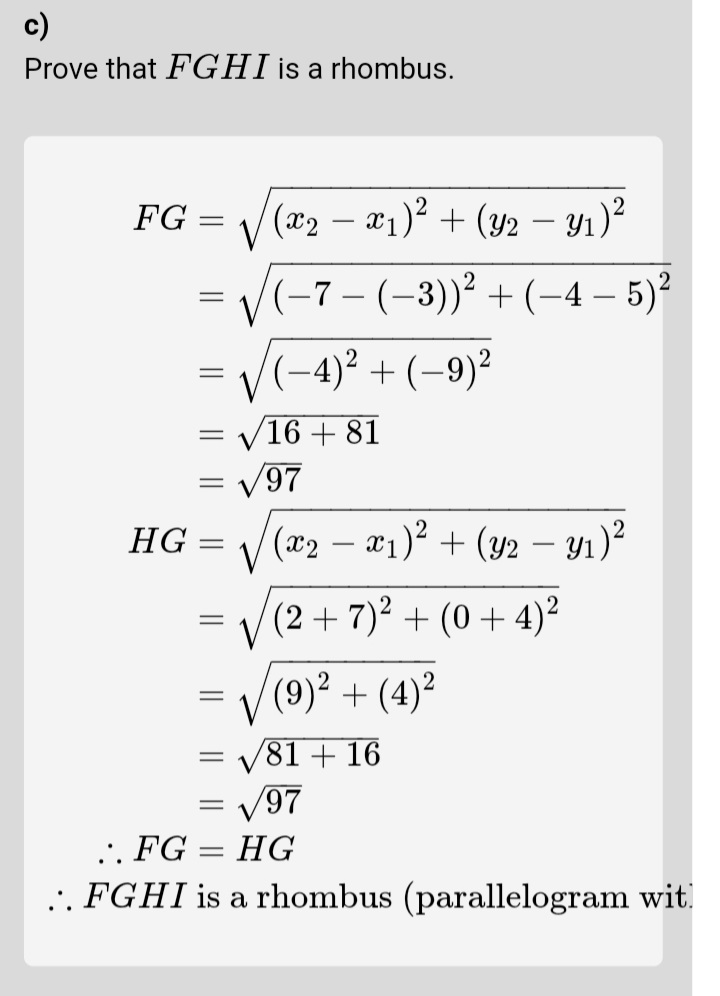 c)
Prove that FGHI is a rhombus.
FG = √((x₂ − x₁)² + (y₂ − y₁)²)
= √((−7 − (−3))² + (−4 − 5)²)
= √((−4)² + (−9)²)
= √(16 + 81)
= √97
HG = √((x₂ − x₁)² + (y₂ − y₁)²)
= √((2 + 7)² + (0 + 4)²)
= √((9)² + (4)²)
= √(81 + 16)
= √97
∴ FG = HG
∴ FGHI is a rhombus (parallelogram